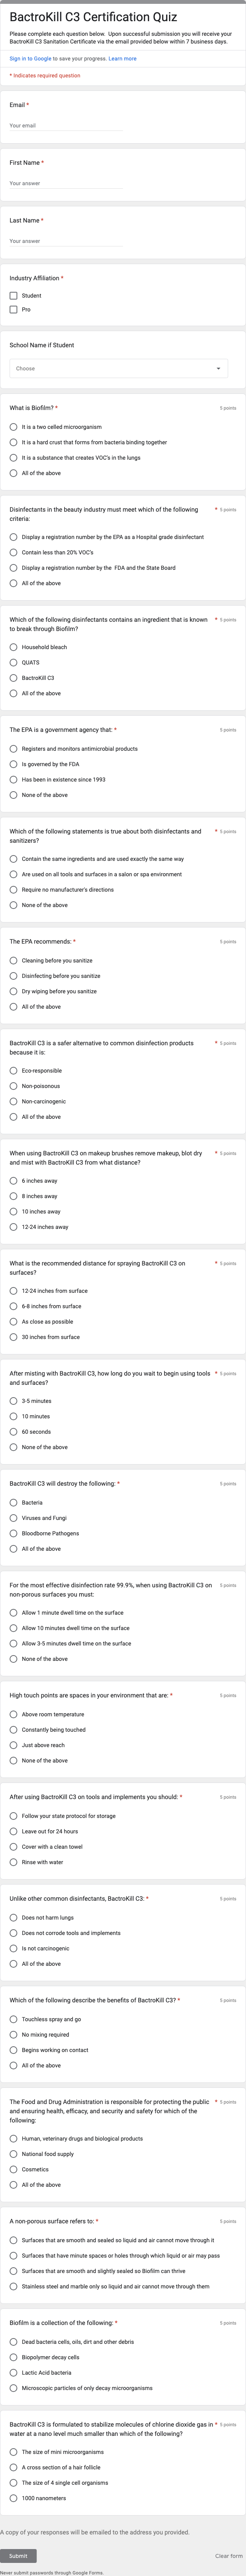 BactroKill C3 Certification Quiz
Please complete each question below.  Upon successful submission you will receive your
BactroKill C3 Sanitation Certificate via the email provided below within 7 business days.
Sign in to Google to save your progress. Learn more
* Indicates required question
Email *
Your email
First Name *
Your answer
Last Name *
Your answer
Industry Affiliation *
Student
Pro
School Name if Student
Choose
What is Biofilm? *
5 points
It is a two celled microorganism
It is a hard crust that forms from bacteria binding together
It is a substance that creates VOC's in the lungs
All of the above
Disinfectants in the beauty industry must meet which of the following * 5 points
criteria:
Display a registration number by the EPA as a Hospital grade disinfectant
Contain less than 20% VOC's
Display a registration number by the  FDA and the State Board
All of the above
Which of the following disinfectants contains an ingredient that is known * 5 points
to break through Biofilm?
Household bleach
QUATS
BactroKill C3
All of the above
The EPA is a government agency that: *
5 points
Registers and monitors antimicrobial products
Is governed by the FDA
Has been in existence since 1993
None of the above
Which of the following statements is true about both disinfectants and * 5 points
sanitizers?
Contain the same ingredients and are used exactly the same way
Are used on all tools and surfaces in a salon or spa environment
Require no manufacturer's directions
None of the above
The EPA recommends: *
5 points
Cleaning before you sanitize
Disinfecting before you sanitize
Dry wiping before you sanitize
All of the above
BactroKill C3 is a safer alternative to common disinfection products * 5 points
because it is:
Eco-responsible
Non-poisonous
Non-carcinogenic
All of the above
When using BactroKill C3 on makeup brushes remove makeup, blot dry * 5 points
and mist with BactroKill C3 from what distance?
6 inches away
8 inches away
10 inches away
12-24 inches away
What is the recommended distance for spraying BactroKill C3 on * 5 points
surfaces?
12-24 inches from surface
6-8 inches from surface
As close as possible
30 inches from surface
After misting with BactroKill C3, how long do you wait to begin using tools * 5 points
and surfaces?
3-5 minutes
10 minutes
60 seconds
None of the above
BactroKill C3 will destroy the following: *
5 points
Bacteria
Viruses and Fungi
Bloodborne Pathogens
All of the above
For the most effective disinfection rate 99.9%, when using BactroKill C3 on 5 points
non-porous surfaces you must:
Allow 1 minute dwell time on the surface
Allow 10 minutes dwell time on the surface
Allow 3-5 minutes dwell time on the surface
None of the above
High touch points are spaces in your environment that are: *
5 points
Above room temperature
Constantly being touched
Just above reach
None of the above
After using BactroKill C3 on tools and implements you should: *
5 points
Follow your state protocol for storage
Leave out for 24 hours
Cover with a clean towel
Rinse with water
Unlike other common disinfectants, BactroKill C3: *
5 points
Does not harm lungs
Does not corrode tools and implements
Is not carcinogenic
All of the above
Which of the following describe the benefits of BactroKill C3? *
5 points
Touchless spray and go
No mixing required
Begins working on contact
All of the above
The Food and Drug Administration is responsible for protecting the public * 5 points
and ensuring health, efficacy, and security and safety for which of the
following:
Human, veterinary drugs and biological products
National food supply
Cosmetics
All of the above
A non-porous surface refers to: *
5 points
Surfaces that are smooth and sealed so liquid and air cannot move through it
Surfaces that have minute spaces or holes through which liquid or air may pass
Surfaces that are smooth and slightly sealed so Biofilm can thrive
Stainless steel and marble only so liquid and air cannot move through them
Biofilm is a collection of the following: *
5 points
Dead bacteria cells, oils, dirt and other debris
Biopolymer decay cells
Lactic Acid bacteria
Microscopic particles of only decay microorganisms
BactroKill C3 is formulated to stabilize molecules of chlorine dioxide gas in * 5 points
water at a nano level much smaller than which of the following?
The size of mini microorganisms
A cross section of a hair follicle
The size of 4 single cell organisms
1000 nanometers
A copy of your responses will be emailed to the address you provided.
Submit
Clear form
Never submit passwords through Google Forms.